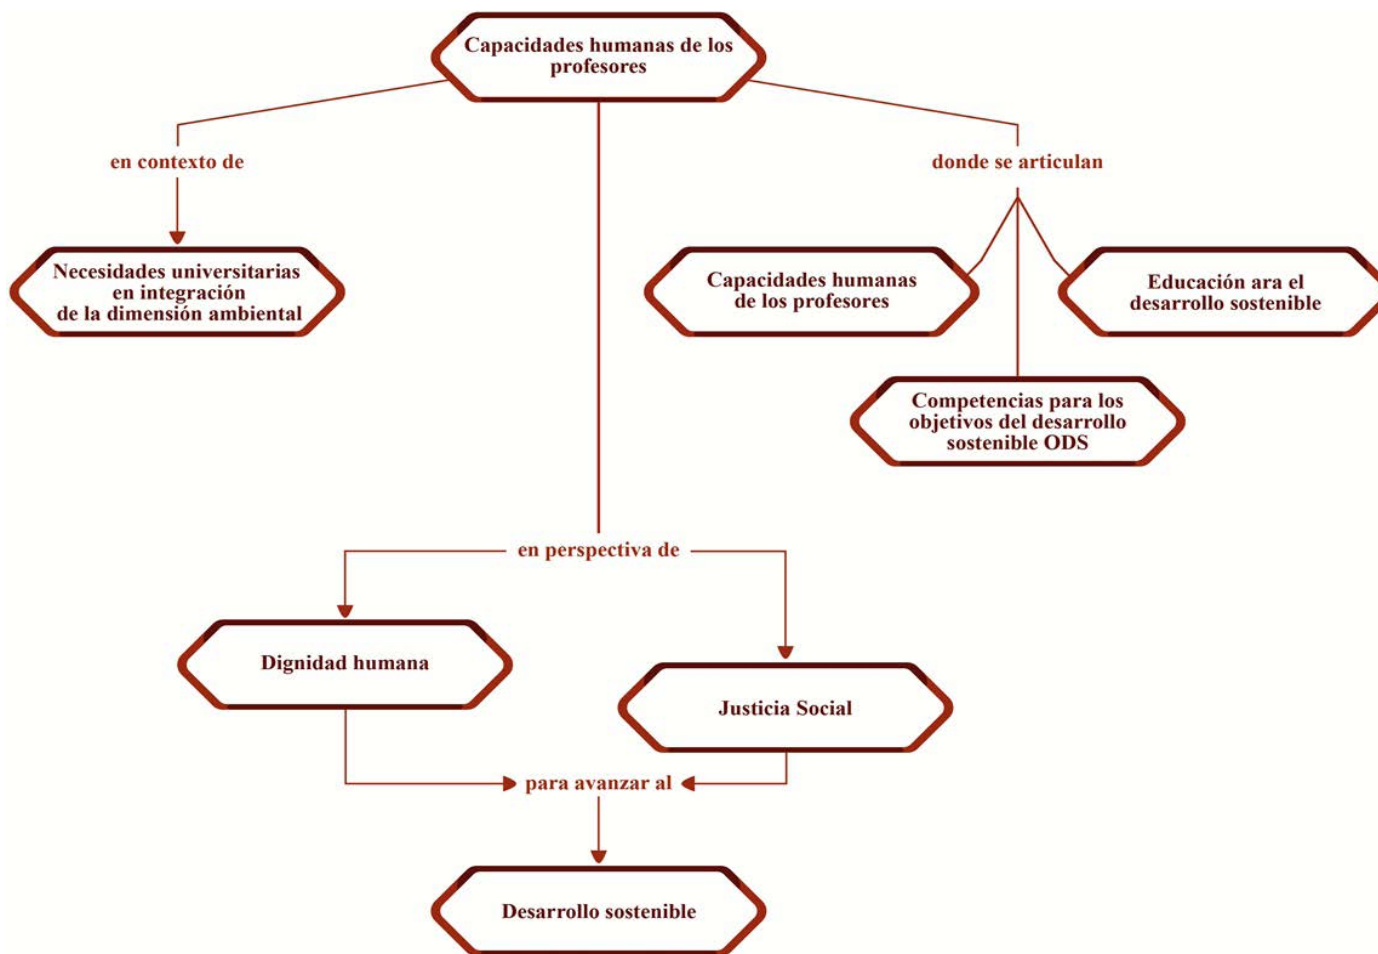 Capacidades humanas de los
profesores
en contexto de
donde se articulan
Necesidades universitarias
en integración
de la dimensión ambiental
Capacidades humanas
de los profesores
Educación ara el
desarrollo sostenible
Competencias para los
objetivos del desarrollo
sostenible ODS
en perspectiva de
Dignidad humana
Justicia Social
para avanzar al
Desarrollo sostenible